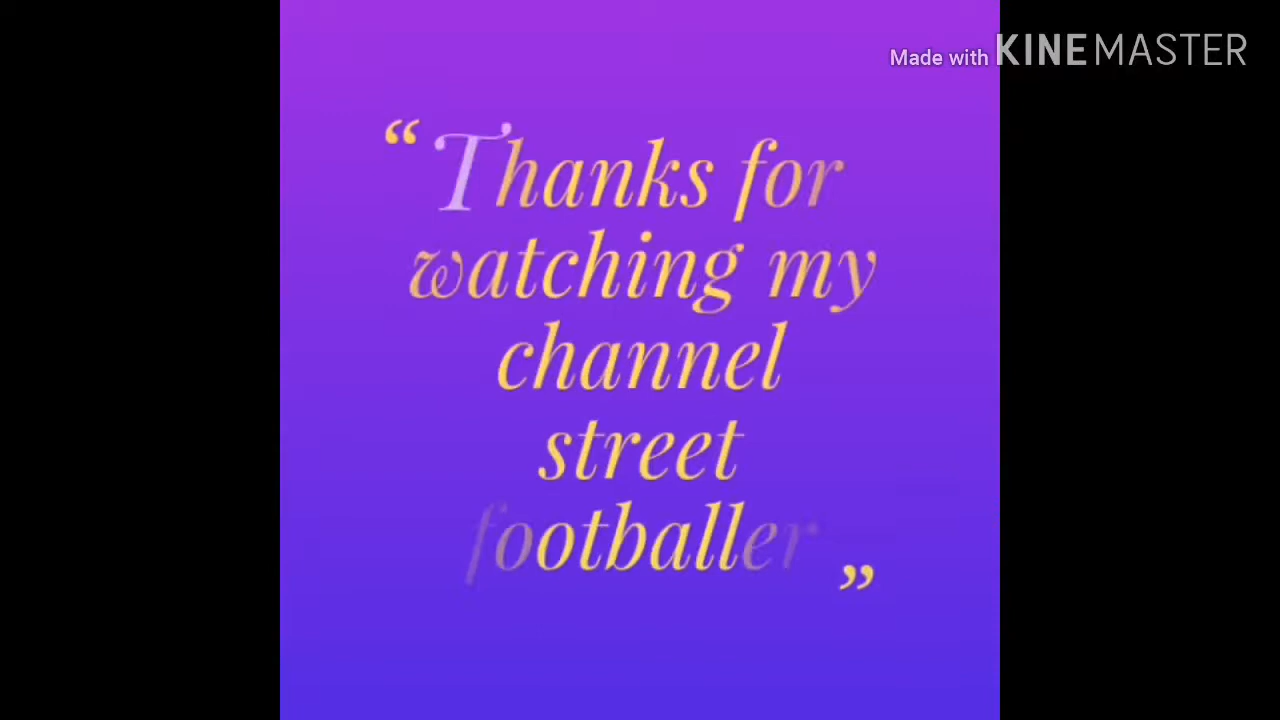 Made with KINEMASTER
“Thanks for
watching my
channel
street
footballer”